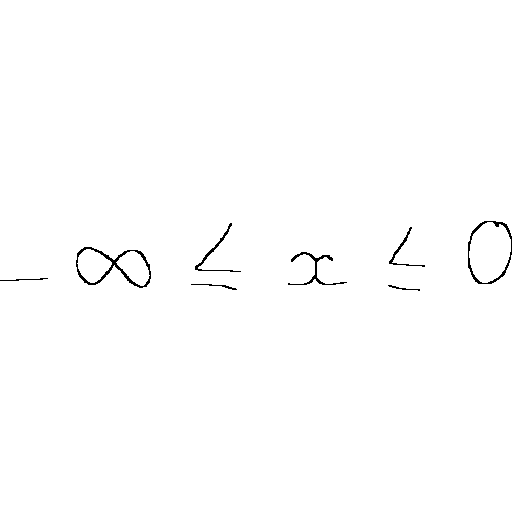 -∞ ≤ x ≤ 0